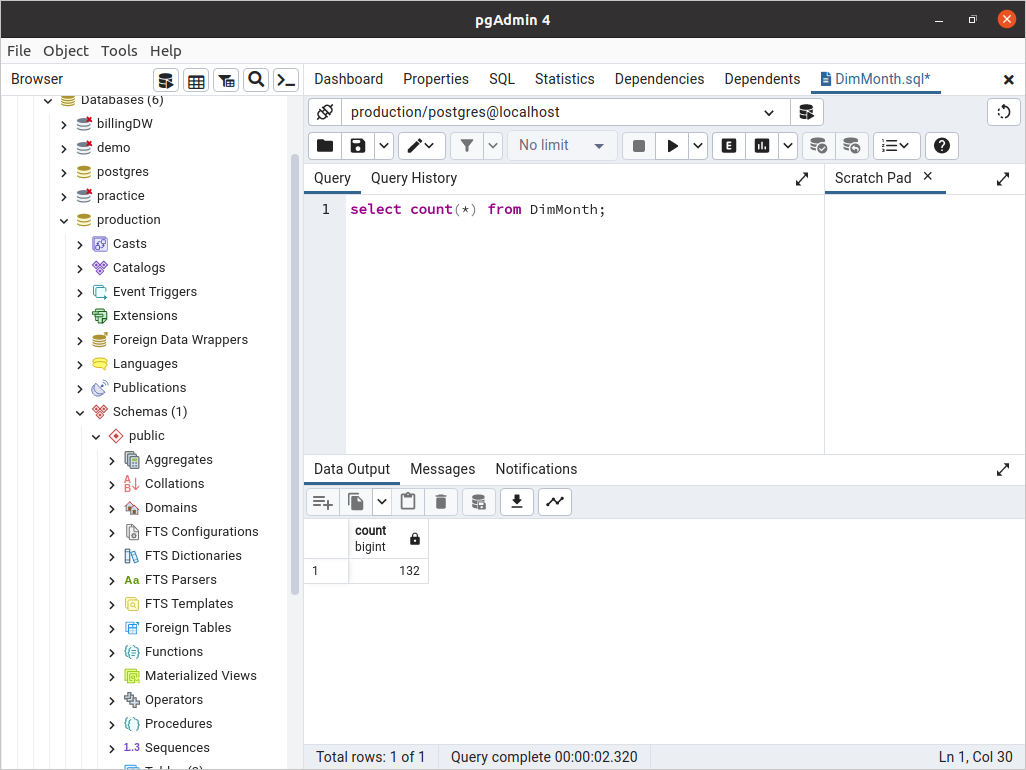 pgAdmin 4
File Object Tools Help
Browser
Dashboard Properties SQL Statistics Dependencies Dependents DimMonth.sql*
Databases (6)
billingDW
demo
postgres
practice
production
Casts
Catalogs
Event Triggers
Extensions
Foreign Data Wrappers
Languages
Publications
Schemas (1)
public
Aggregates
Collations
Domains
FTS Configurations
FTS Dictionaries
Aa FTS Parsers
FTS Templates
Foreign Tables
Functions
Materialized Views
Operators
Procedures
1.3 Sequences
production/postgres@localhost
No limit
E
Query Query History
Scratch Pad
1 select count(*) from DimMonth;
Data Output Messages Notifications
count
bigint
1 132
Total rows: 1 of 1 Query complete 00:00:02.320 Ln 1, Col 30